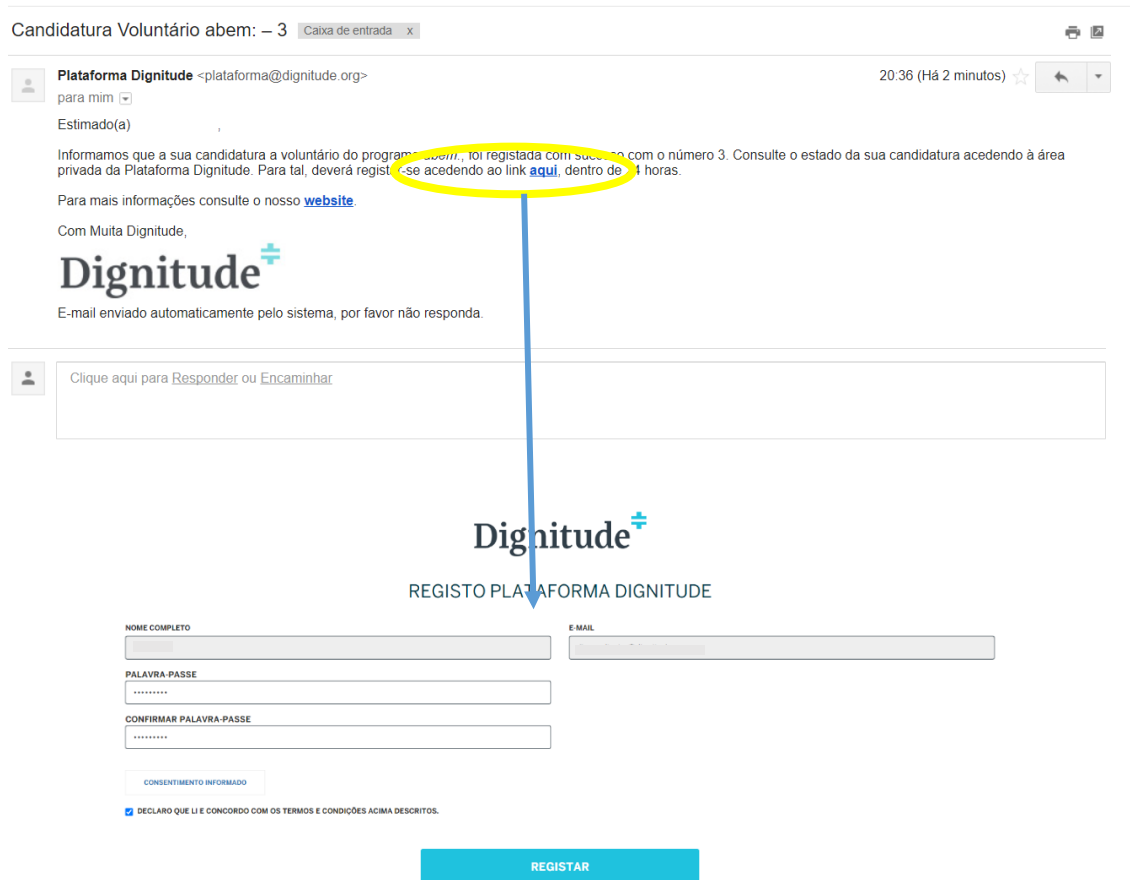 Candidatura Voluntário abem: – 3 Caixa de entrada x
Plataforma Dignitude <plataforma@dignitude.org> 20:36 (Há 2 minutos)
para mim
Estimado(a) ,
Informamos que a sua candidatura a voluntário do programa abem:, foi registada com sucesso com o número 3. Consulte o estado da sua candidatura acedendo à área
privada da Plataforma Dignitude. Para tal, deverá registar-se acedendo ao link aqui, dentro de horas.
Para mais informações consulte o nosso website.
Com Muita Dignitude,
Dignitude
E-mail enviado automaticamente pelo sistema, por favor não responda.
Clique aqui para Responder ou Encaminhar
Dignitude
REGISTO PLATAFORMA DIGNITUDE
NOME COMPLETO E-MAIL
PALAVRA-PASSE
•••••••••
CONFIRMAR PALAVRA-PASSE
•••••••••
CONSENTIMENTO INFORMADO
DECLARO QUE LI E CONCORDO COM OS TERMOS E CONDIÇÕES ACIMA DESCRITOS.
REGISTAR